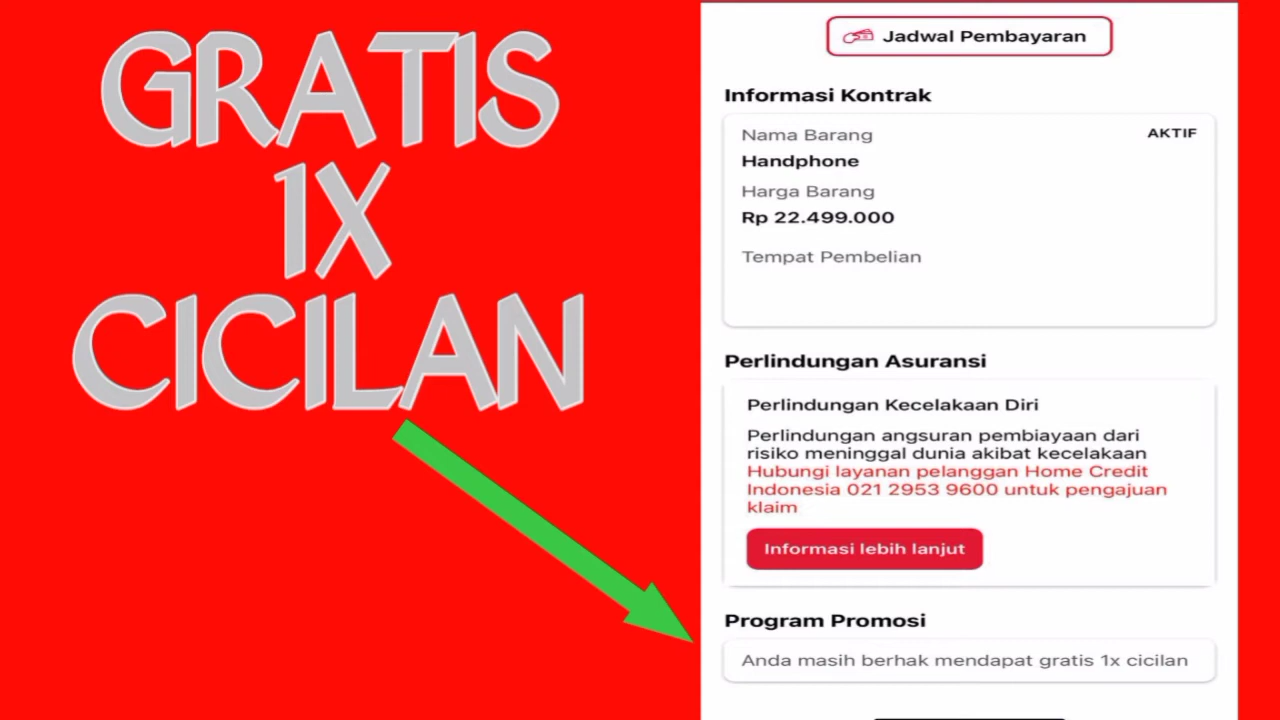 GRATIS
1X
CICILAN
Jadwal Pembayaran
Informasi Kontrak
Nama Barang
AKTIF
Handphone
Harga Barang
Rp 22.499.000
Tempat Pembelian
Perlindungan Asuransi
Perlindungan Kecelakaan Diri
Perlindungan angsuran pembiayaan dari
risiko meninggal dunia akibat kecelakaan
Hubungi layanan pelanggan Home Credit
Indonesia 021 2953 9600 untuk pengajuan
klaim
Informasi lebih lanjut
Program Promosi
Anda masih berhak mendapat gratis 1x cicilan